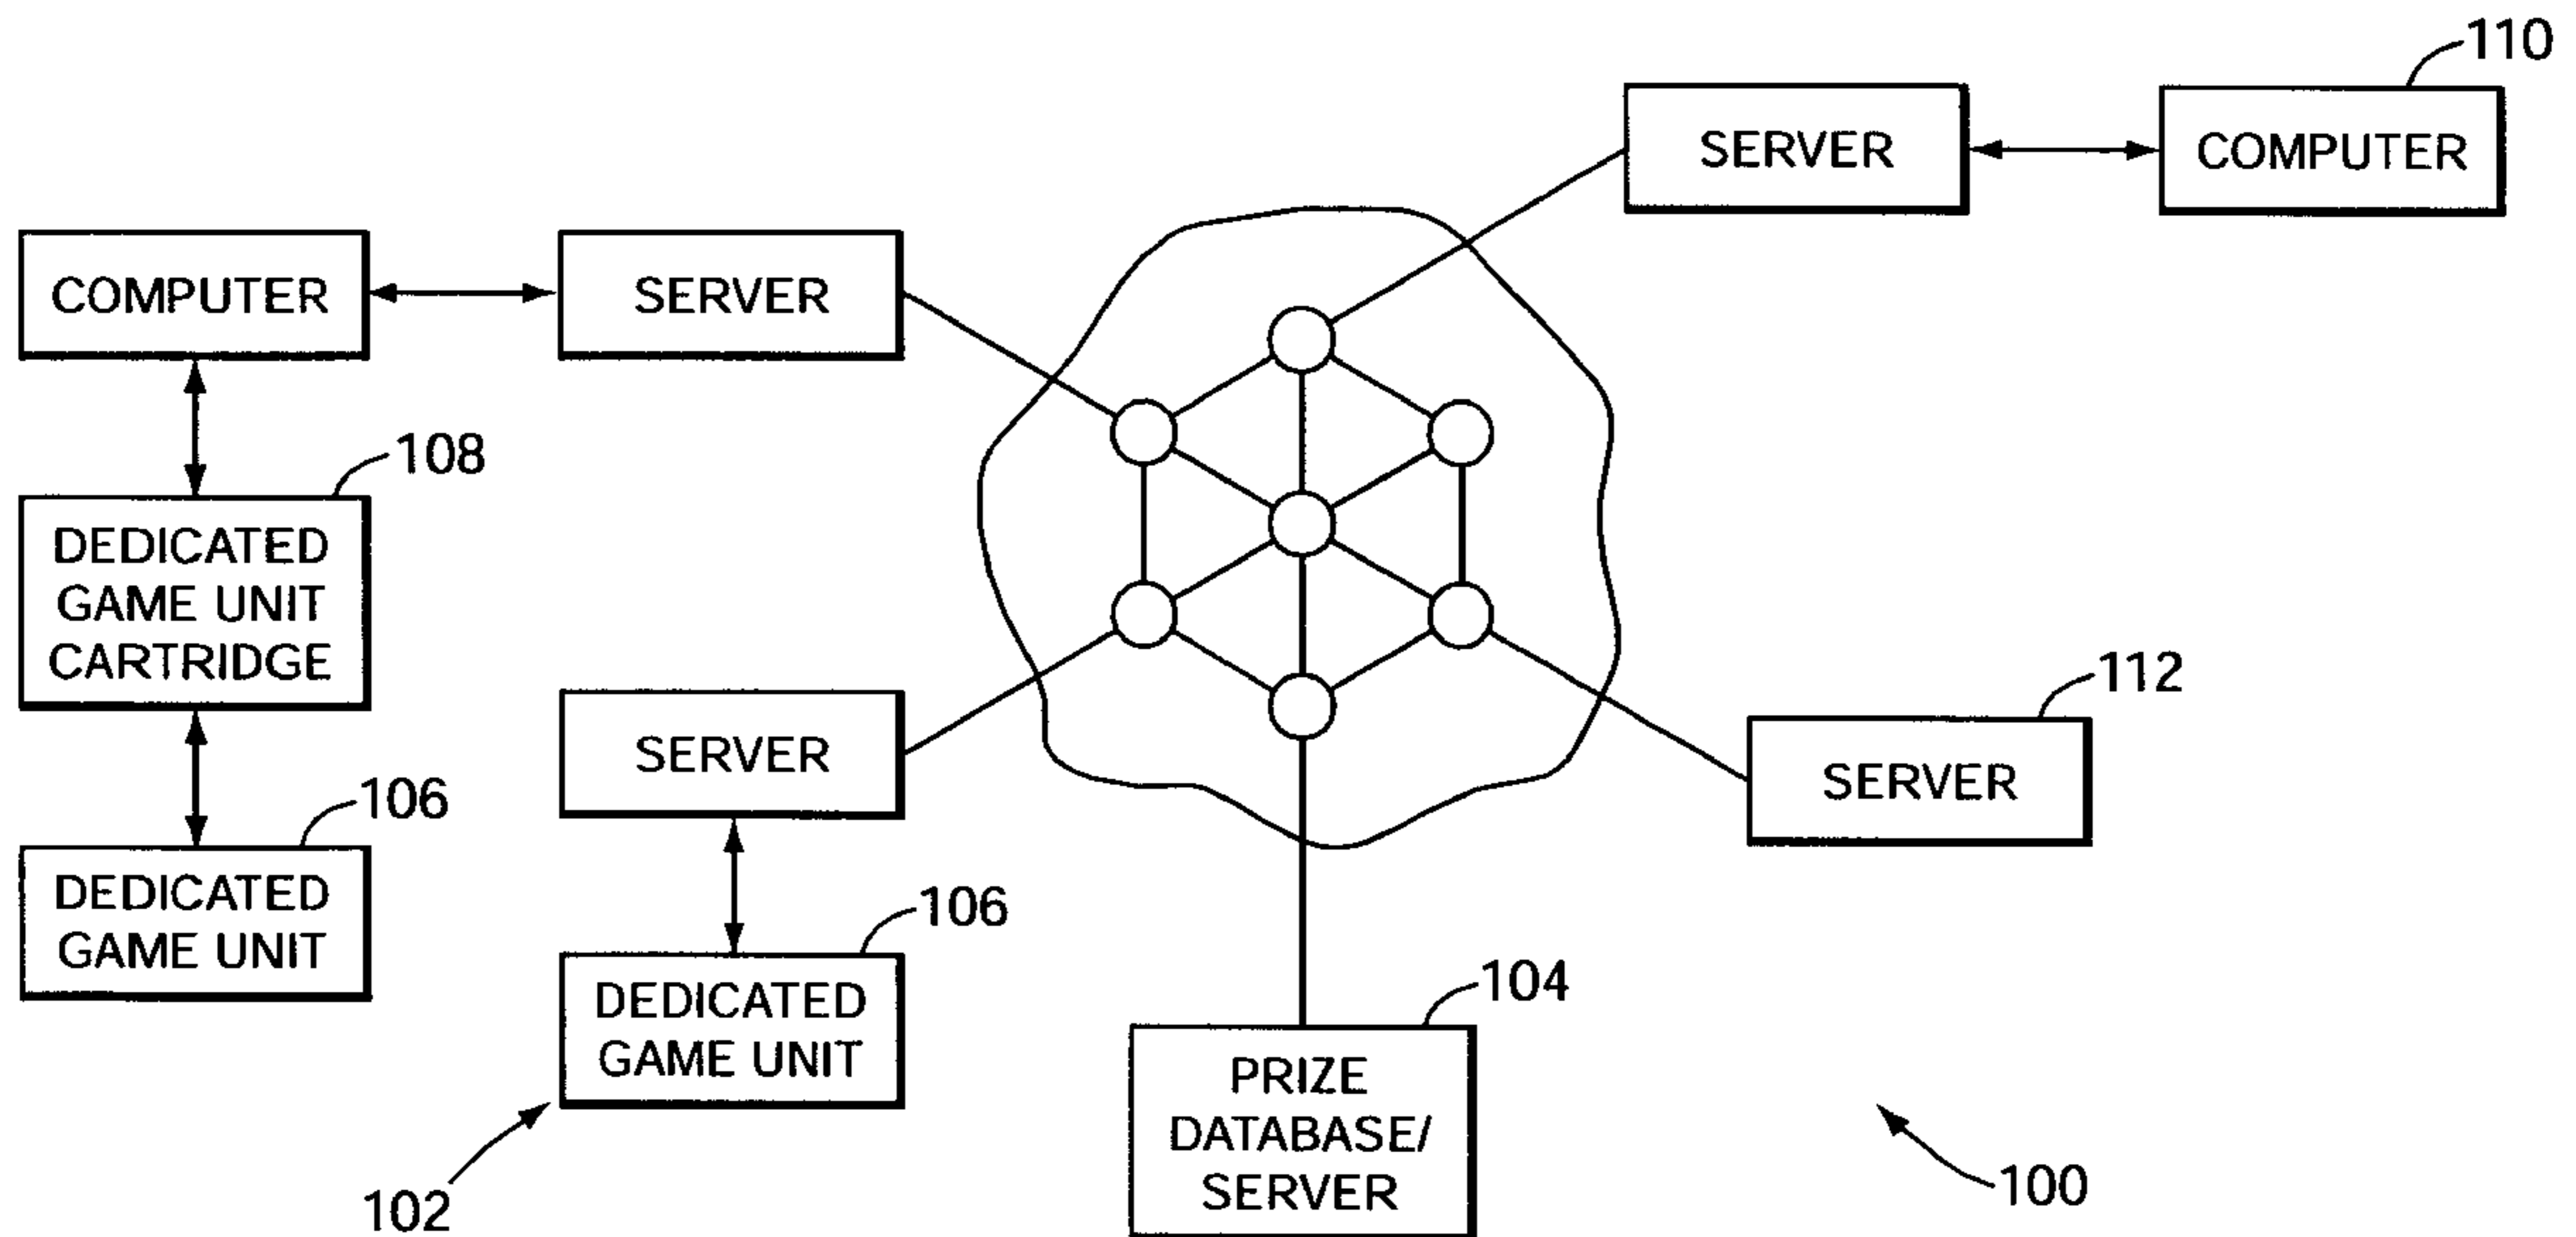 110
SERVER
COMPUTER
COMPUTER
SERVER
108
DEDICATED
GAME UNIT
CARTRIDGE
112
SERVER
SERVER
106
DEDICATED
GAME UNIT
106
DEDICATED
GAME UNIT
104
PRIZE
DATABASE/
SERVER
102
100